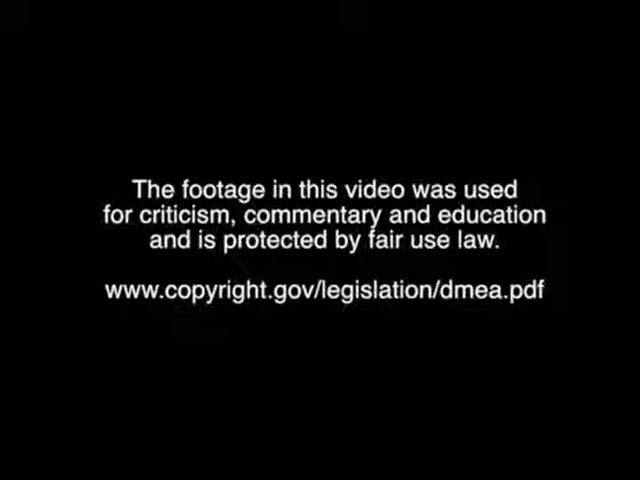 The footage in this video was used
for criticism, commentary and education
and is protected by fair use law.
www.copyright.gov/legislation/dmea.pdf